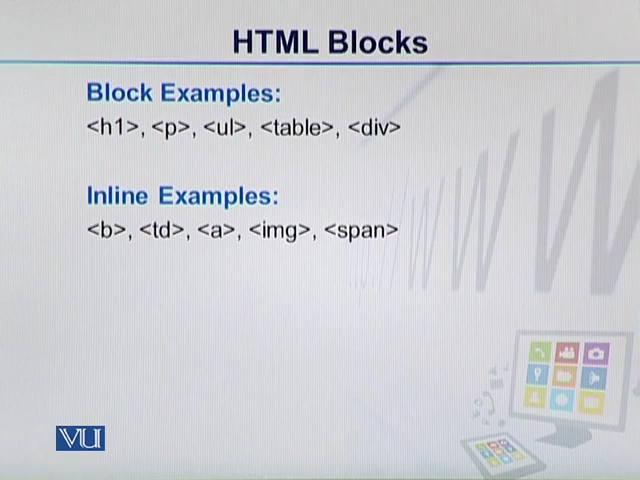 HTML Blocks
Block Examples:
<h1>, <p>, <ul>, <table>, <div>
Inline Examples:
<b>, <td>, <a>, <img>, <span>
VU